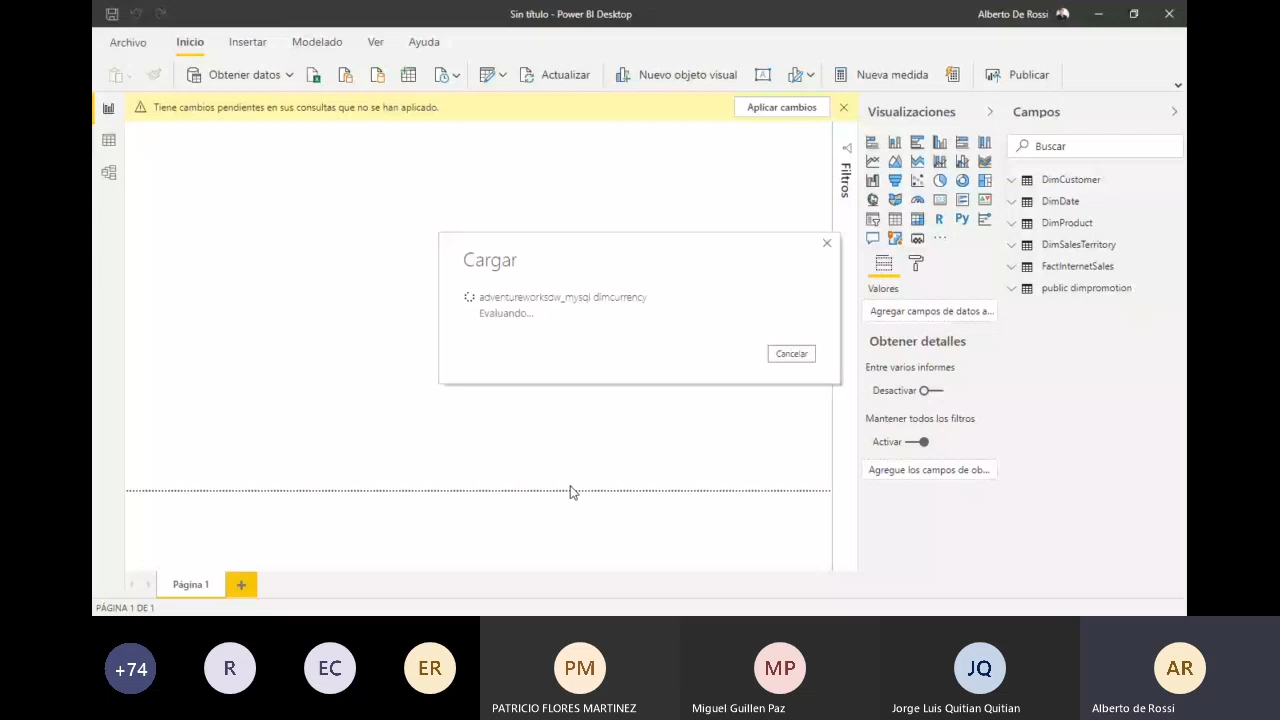 Sin título - Power BI Desktop
Alberto De Rossi
Archivo
Inicio
Insertar
Modelado
Ver
Ayuda
Obtener datos
Actualizar
Nuevo objeto visual
Nueva medida
Publicar
Tiene cambios pendientes en sus consultas que no se han aplicado.
Aplicar cambios
Filtros
Cargar
adventureworksdw_mysql dimcurrency
Evaluando...
Cancelar
Visualizaciones
R
Py
Valores
Agregar campos de datos a...
Obtener detalles
Entre varios informes
Desactivar
Mantener todos los filtros
Activar
Agregue los campos de ob...
Campos
Buscar
DimCustomer
DimDate
DimProduct
DimSalesTerritory
FactInternetSales
public dimpromotion
Página 1
PÁGINA 1 DE 1
+74
R
EC
ER
PM
PATRICIO FLORES MARTINEZ
MP
Miguel Guillen Paz
JQ
Jorge Luis Quitian Quitian
AR
Alberto de Rossi